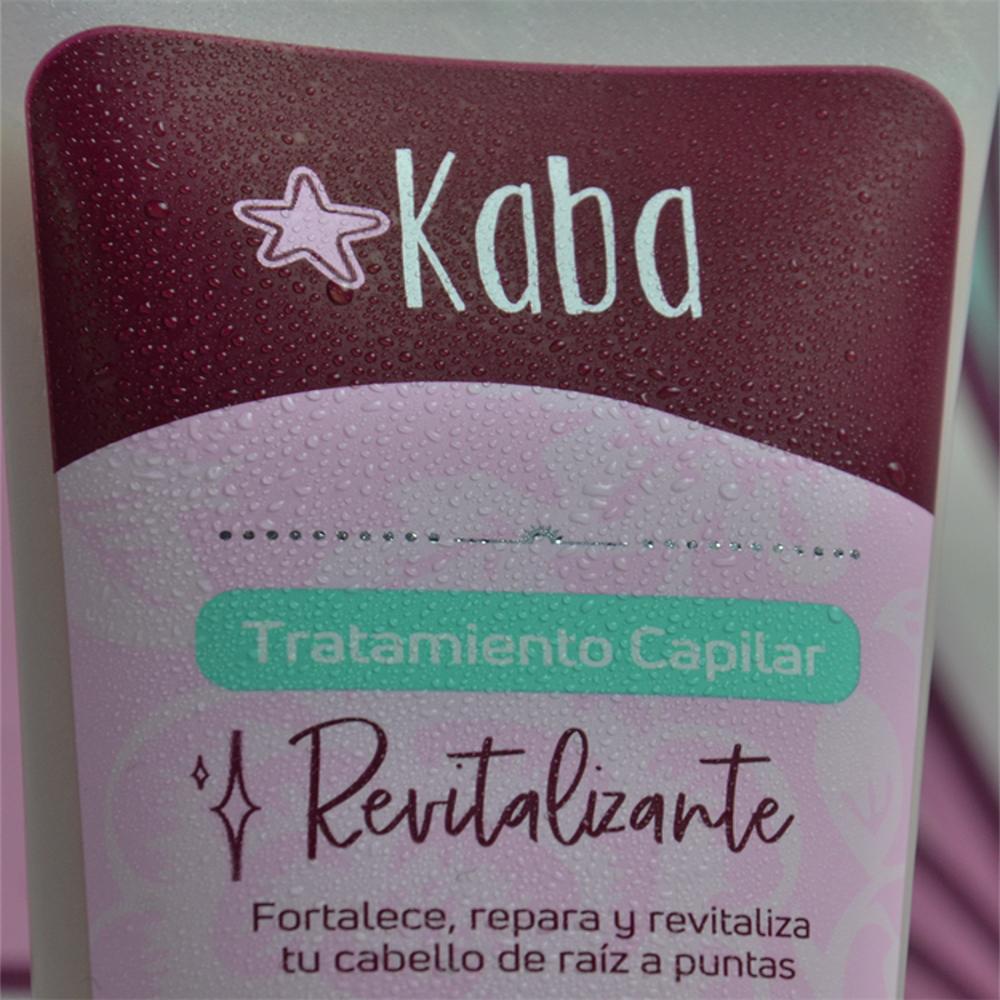 Kaba
Tratamiento Capilar
Revitalizante
Fortalece, repara y revitaliza
tu cabello de raíz a puntas